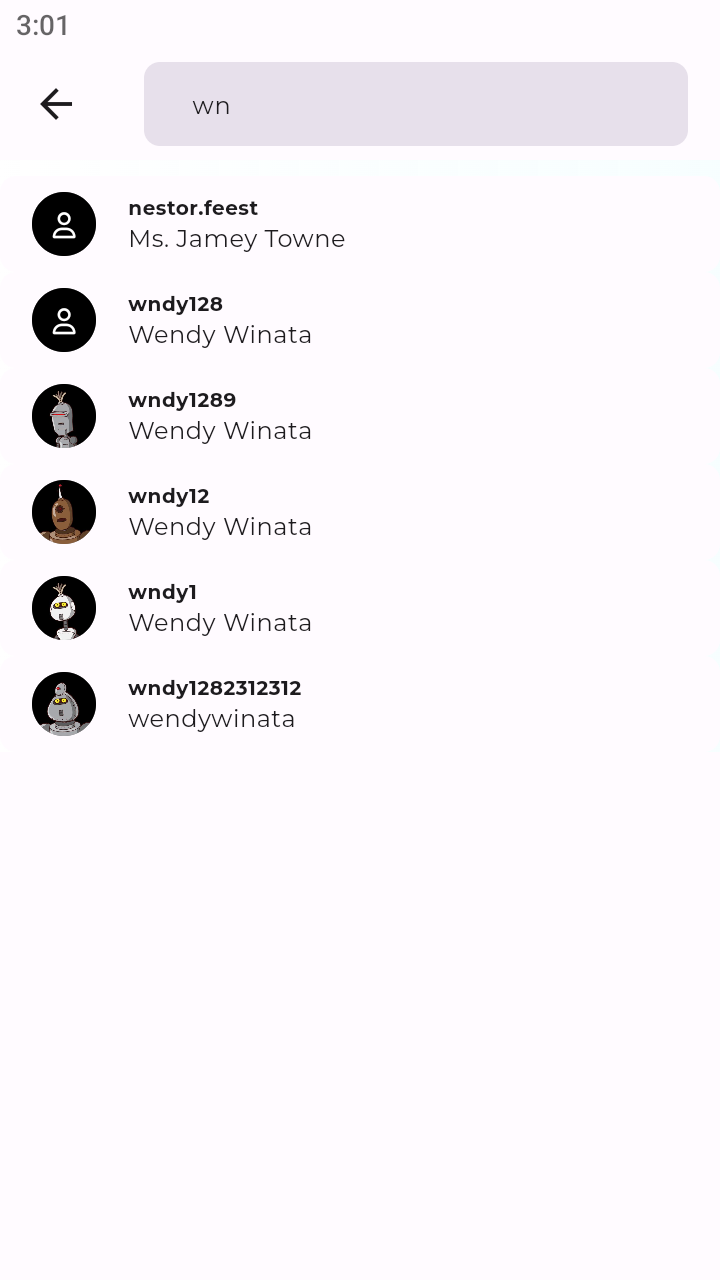 3:01
wn
nestor.feest
Ms. Jamey Towne
wndy128
Wendy Winata
wndy1289
Wendy Winata
wndy12
Wendy Winata
wndy1
Wendy Winata
wndy1282312312
wendywinata